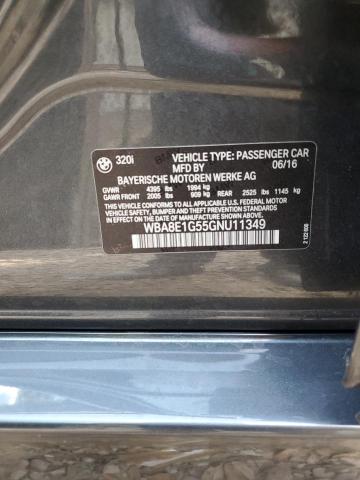 320i VEHICLE TYPE: PASSENGER CAR
MFD BY 06/16
BAYERISCHE MOTOREN WERKE AG
GVWR 4395 lbs 1994 kg
GAWR FRONT 2005 lbs 909 kg REAR 2525 lbs 1145 kg
THIS VEHICLE CONFORMS TO ALL APPLICABLE U.S. FEDERAL
MOTOR VEHICLE SAFETY, BUMPER, AND THEFT PREVENTION
STANDARDS IN EFFECT ON THE DATE OF MANUFACTURE SHOWN ABOVE.
WBA8E1G55GNU11349